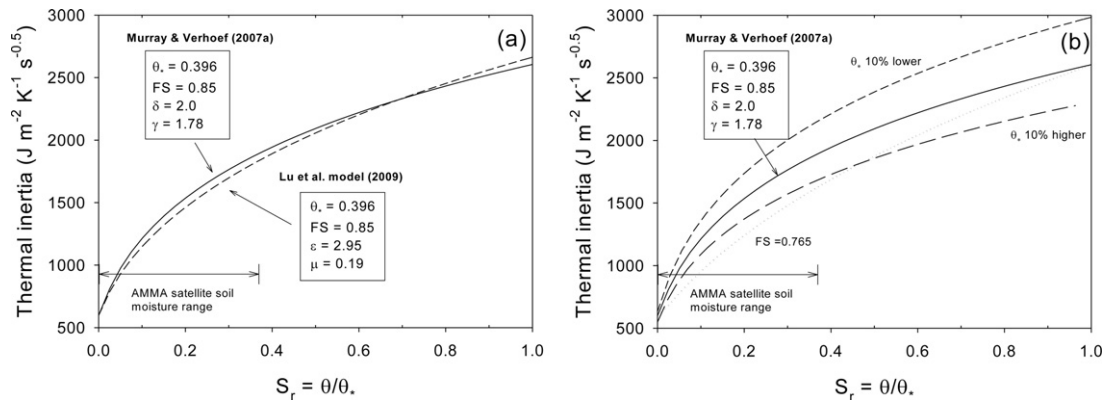 (a)
Thermal inertia (J m⁻² K⁻¹ s⁻⁰·⁵)
3000
2500
2000
1500
1000
500
Murray & Verhoef (2007a)
θ* = 0.396
FS = 0.85
δ = 2.0
γ = 1.78
Lu et al. model (2009)
θ* = 0.396
FS = 0.85
ε = 2.95
μ = 0.19
AMMA satellite soil
moisture range
0.0 0.2 0.4 0.6 0.8 1.0
Sᵣ = θ/θ*
(b)
Thermal inertia (J m⁻² K⁻¹ s⁻⁰·⁵)
3000
2500
2000
1500
1000
500
Murray & Verhoef (2007a)
θ* = 0.396
FS = 0.85
δ = 2.0
γ = 1.78
θ* 10% lower
θ* 10% higher
FS =0.765
AMMA satellite soil
moisture range
0.0 0.2 0.4 0.6 0.8 1.0
Sᵣ = θ/θ*